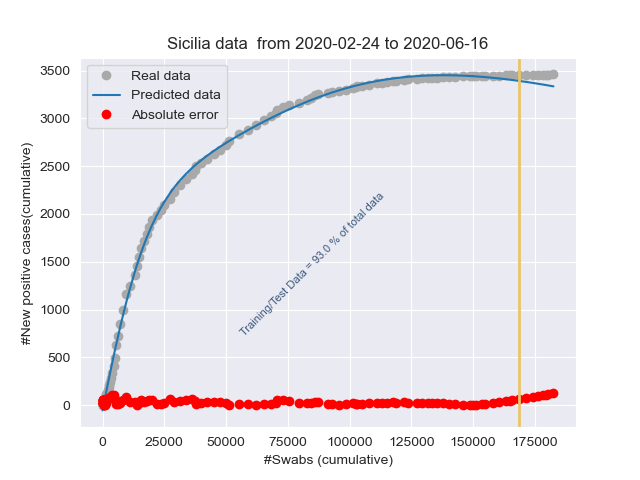 Sicilia data  from 2020-02-24 to 2020-06-16
Real data
Predicted data
Absolute error
3500
3000
2500
2000
1500
1000
500
0
#New positive cases(cumulative)
Training/Test Data = 93.0 % of total data
0
25000
50000
75000
100000
125000
150000
175000
#Swabs (cumulative)